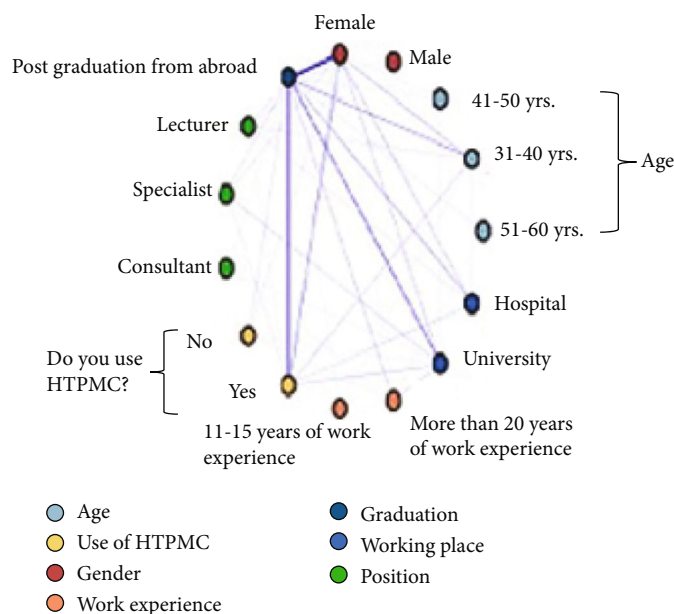 Female
Male
Post graduation from abroad
41-50 yrs.
Lecturer
31-40 yrs.
Age
Specialist
51-60 yrs.
Consultant
Hospital
No
University
Do you use
HTPMC?
Yes
11-15 years of work
experience
More than 20 years
of work experience
Age
Use of HTPMC
Gender
Work experience
Graduation
Working place
Position